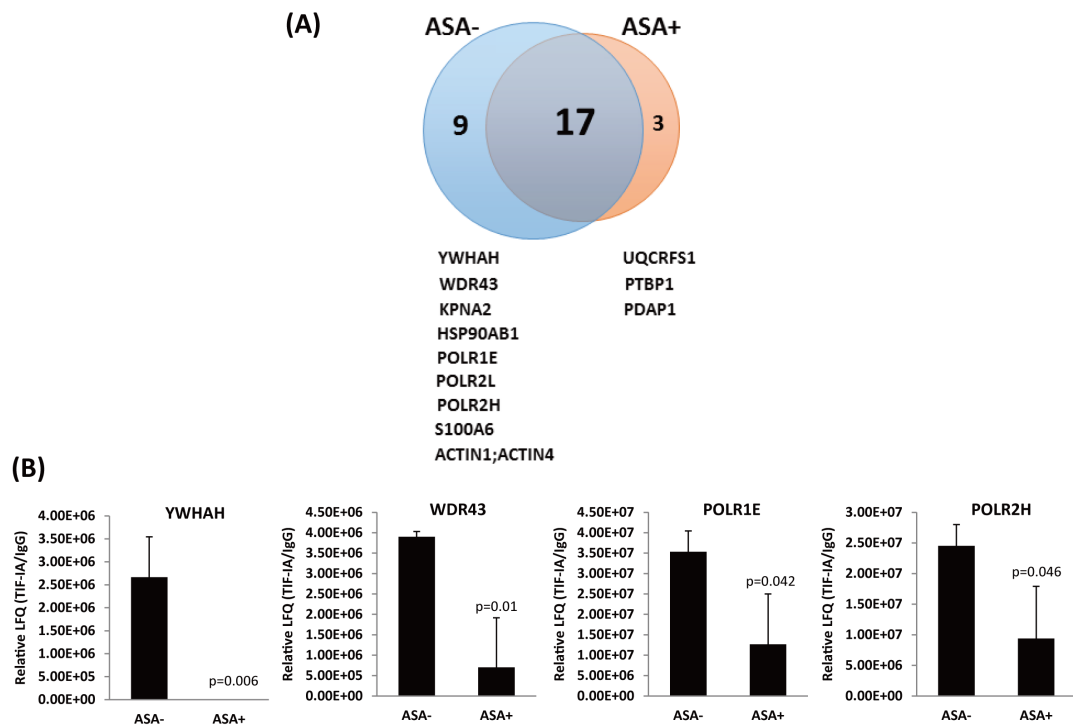 (A)
ASA- ASA+
9 17 3
YWHAH UQCRFS1
WDR43 PTBP1
KPNA2 PDAP1
HSP90AB1
POLR1E
POLR2L
POLR2H
S100A6
ACTIN1;ACTIN4
(B)
YWHAH
Relative LFQ (TIF-IA/IgG)
4.00E+06
3.50E+06
3.00E+06
2.50E+06
2.00E+06
1.50E+06
1.00E+06
5.00E+05
0.00E+00
p=0.006
ASA- ASA+
WDR43
Relative LFQ (TIF-IA/IgG)
4.50E+06
4.00E+06
3.50E+06
3.00E+06
2.50E+06
2.00E+06
1.50E+06
1.00E+06
5.00E+05
0.00E+00
p=0.01
ASA- ASA+
POLR1E
Relative LFQ (TIF-IA/IgG)
4.50E+07
4.00E+07
3.50E+07
3.00E+07
2.50E+07
2.00E+07
1.50E+07
1.00E+07
5.00E+06
0.00E+00
p=0.042
ASA- ASA+
POLR2H
Relative LFQ (TIF-IA/IgG)
3.00E+07
2.50E+07
2.00E+07
1.50E+07
1.00E+07
5.00E+06
0.00E+00
p=0.046
ASA- ASA+